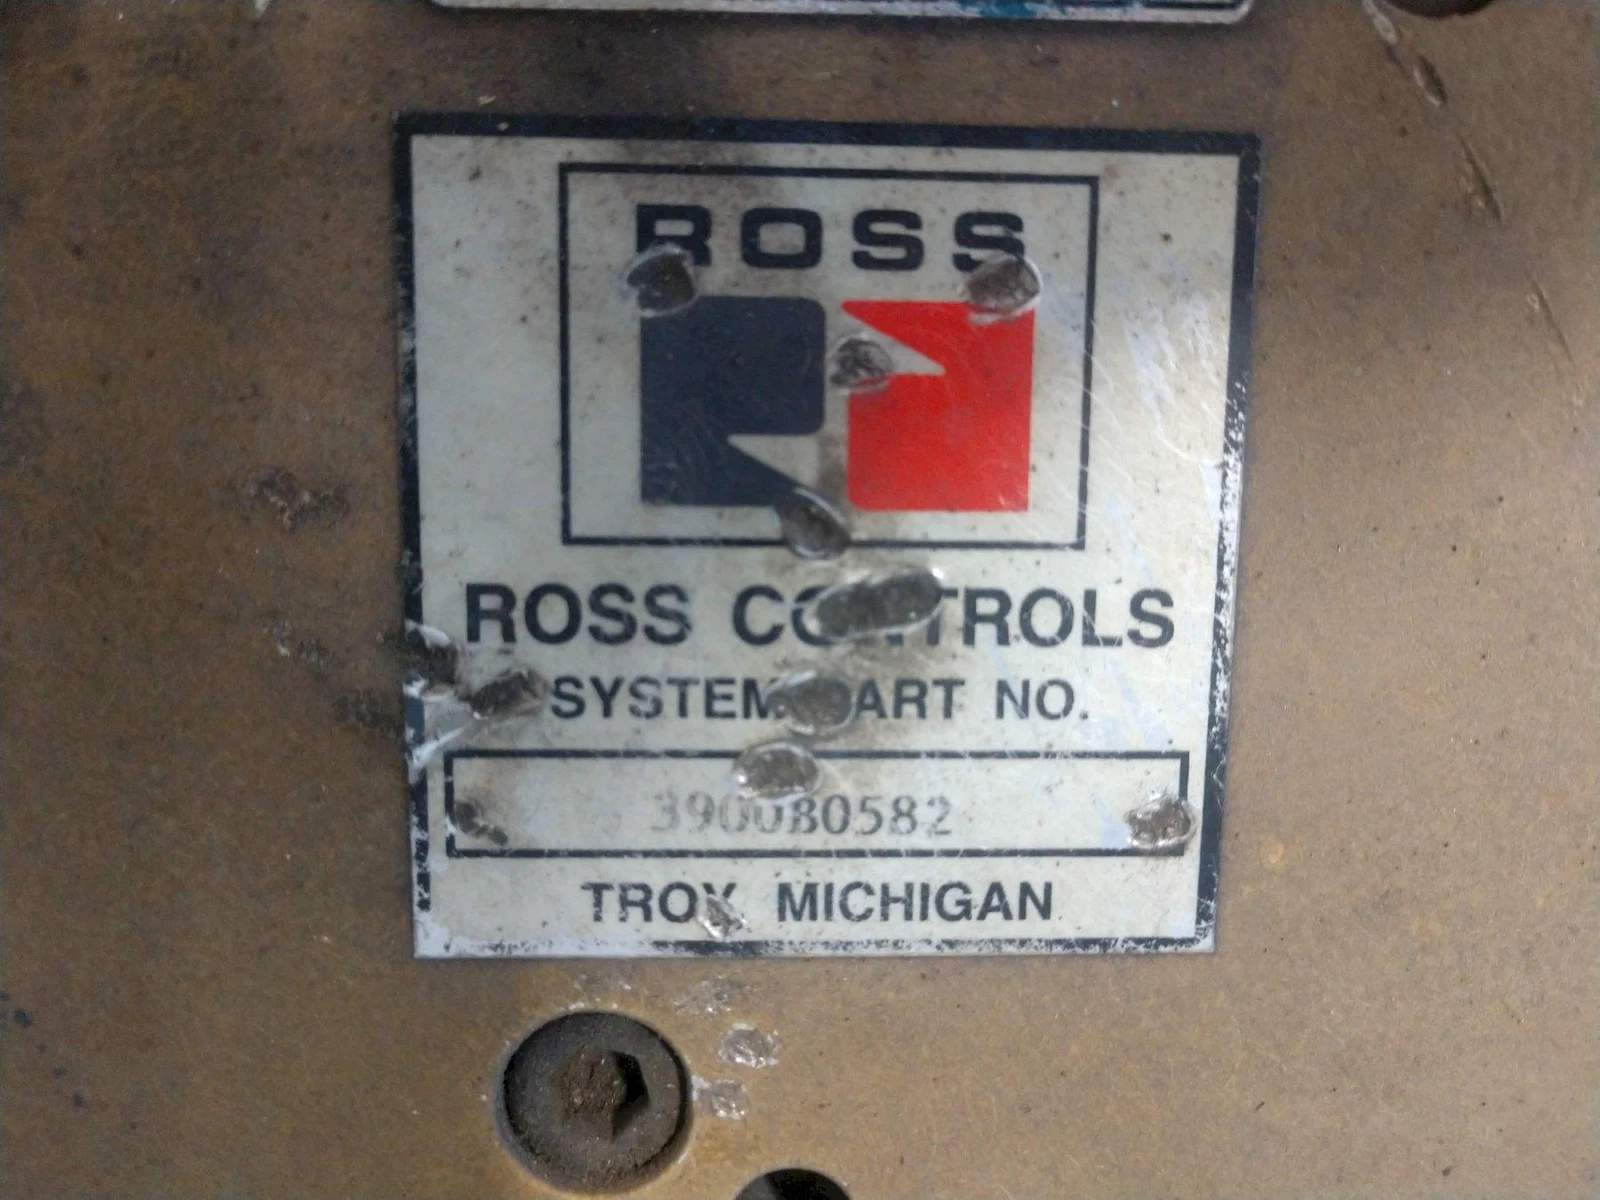 ROSS
ROSS CONTROLS
SYSTEM PART NO.
390080582
TROY MICHIGAN